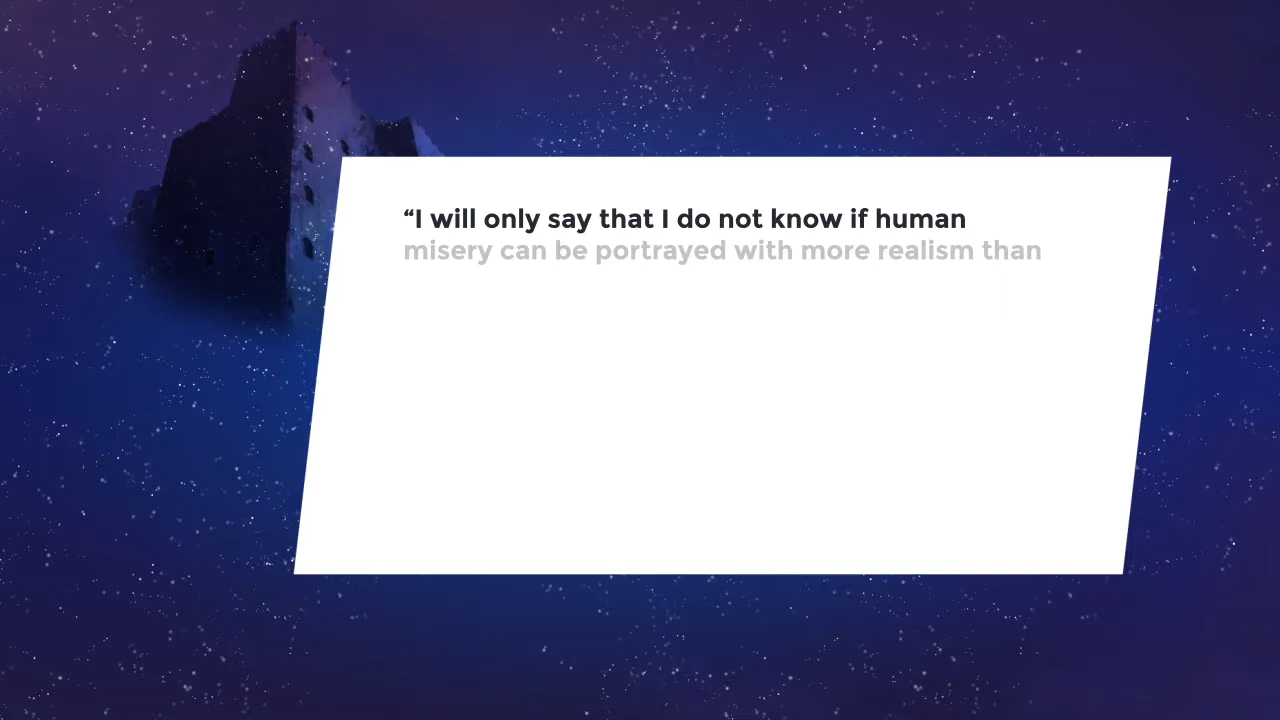 “I will only say that I do not know if human
misery can be portrayed with more realism than